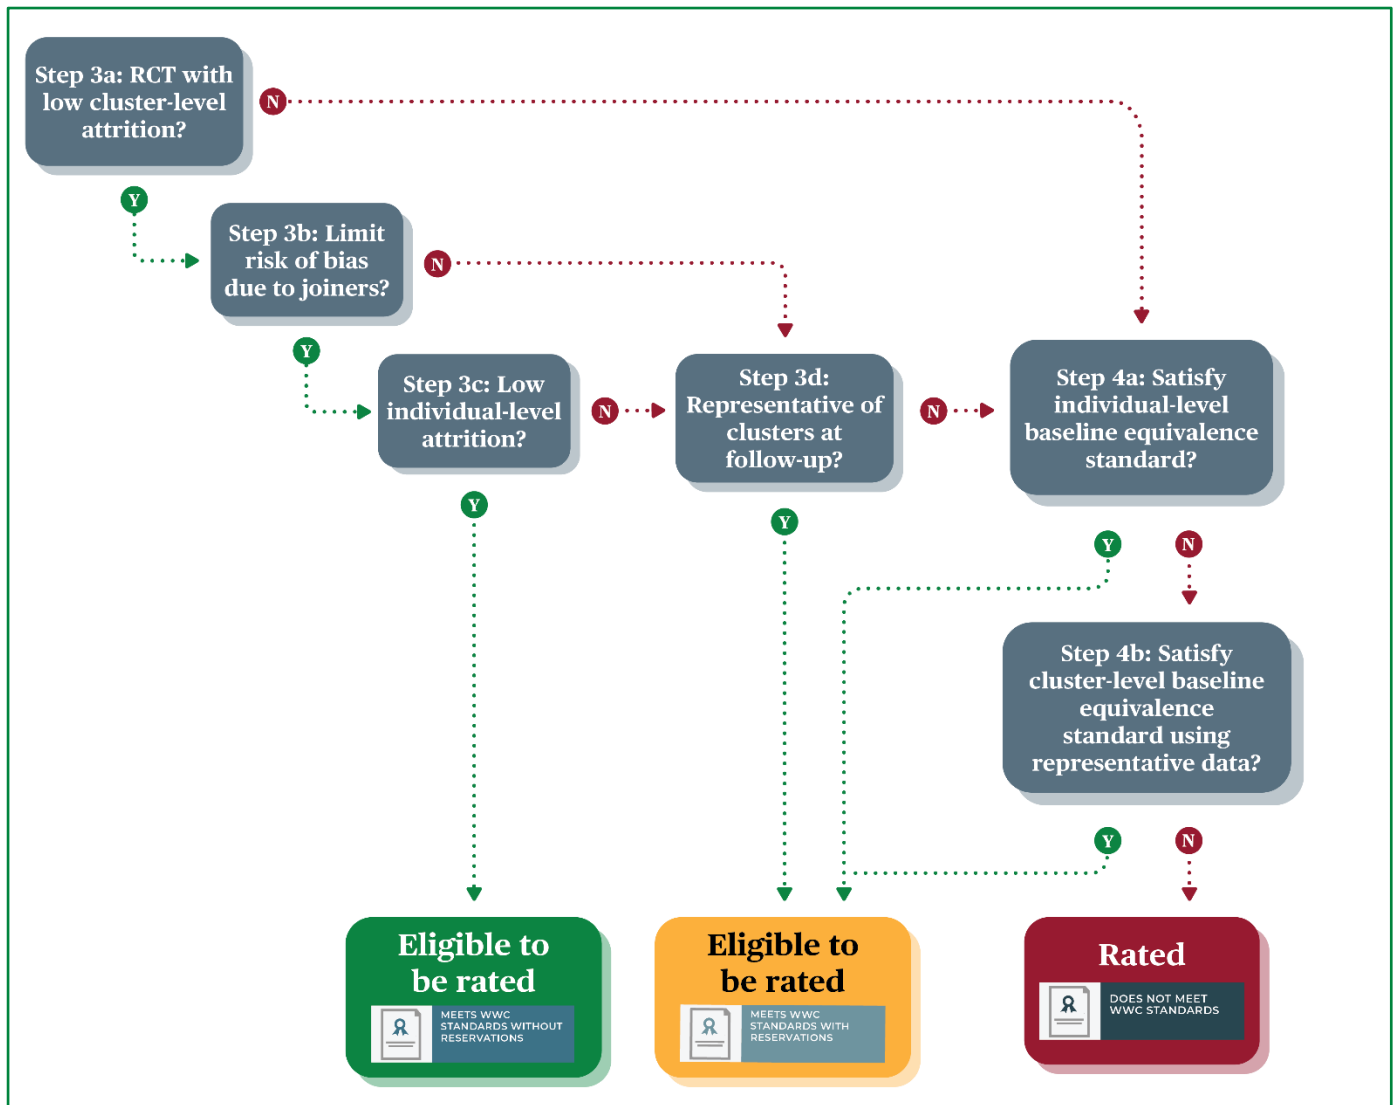 Step 3a: RCT with
low cluster-level
attrition?
N
Y
Step 3b: Limit
risk of bias
due to joiners?
N
Y
Step 3c: Low
individual-level
attrition?
N
Step 3d:
Representative of
clusters at
follow-up?
N
Step 4a: Satisfy
individual-level
baseline equivalence
standard?
Y
Y
Y
N
Step 4b: Satisfy
cluster-level baseline
equivalence
standard using
representative data?
Y
N
Eligible to
be rated
MEETS WWC
STANDARDS WITHOUT
RESERVATIONS
Eligible to
be rated
MEETS WWC
STANDARDS WITH
RESERVATIONS
Rated
DOES NOT MEET
WWC STANDARDS